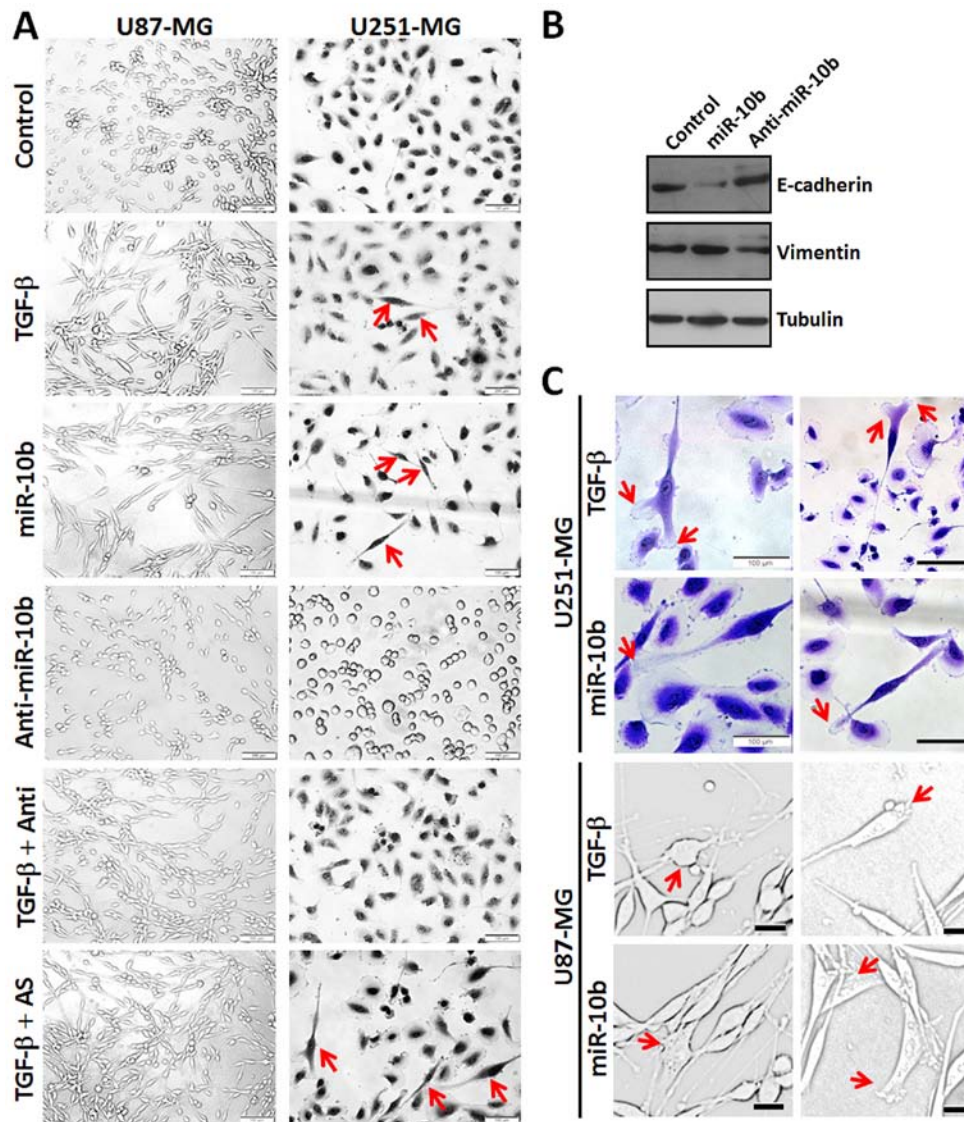 A
U87-MG
U251-MG
Control
TGF-β
miR-10b
Anti-miR-10b
TGF-β + Anti
TGF-β + AS
B
Control
miR-10b
Anti-miR-10b
E-cadherin
Vimentin
Tubulin
C
U251-MG
TGF-β
100 µm
miR-10b
100 µm
U87-MG
TGF-β
miR-10b